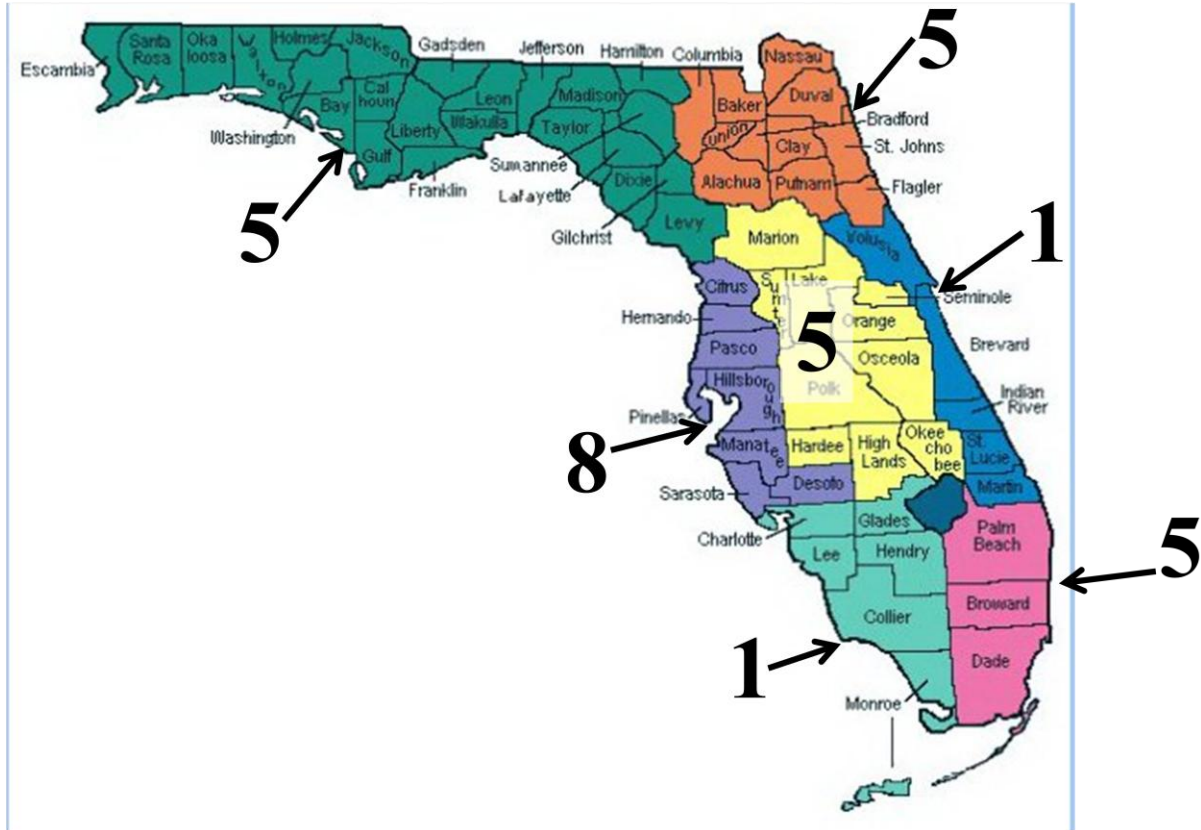 5
Nassau
Gadsden Jefferson Hamilton Columbia
Santa Rosa
Oka loosa
Walton
Holmes
Jackson
Escambia
Washington
Bay
Cal houn
Liberty
Leon
Wakulla
Madison
Taylor
Gulf
Franklin
Suwannee
Lafayette
Dixie
Gilchrist
Levy
5
Baker
Duval
Union
Bradford
Clay
St. Johns
Alachua
Putnam
Flagler
1
Marion
Volusia
Citrus
Sumter
Lake
Seminole
Hernando
Orange
Brevard
Pasco
5
Osceola
Hillsborough
Polk
Indian River
Pinellas
8
Manatee
Hardee
High Lands
Okee cho bee
St. Lucie
Sarasota
Desoto
Martin
Charlotte
Glades
Palm Beach
5
Lee
Hendry
Broward
Collier
1
Dade
Monroe